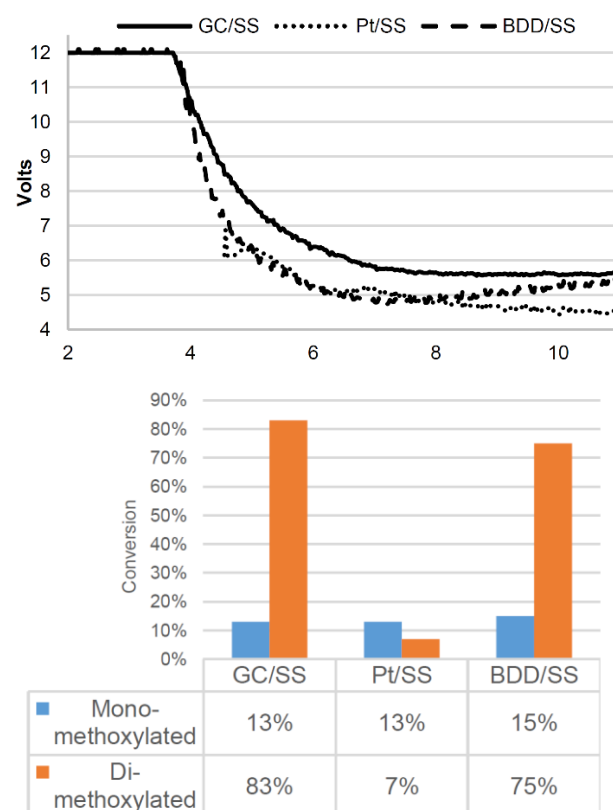 GC/SS Pt/SS BDD/SS
12
11
10
9
8
7
6
5
4
Volts
2 4 6 8 10
90%
80%
70%
60%
50%
40%
30%
20%
10%
0%
Conversion
GC/SS Pt/SS BDD/SS
Mono-
methoxylated 13% 13% 15%
Di-
methoxylated 83% 7% 75%